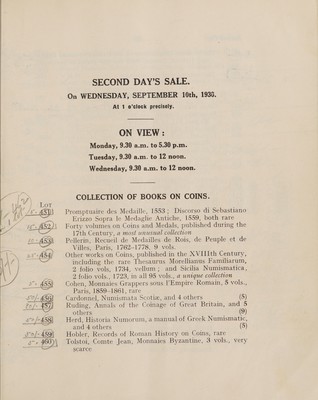 SECOND DAY'S SALE.
On WEDNESDAY, SEPTEMBER 10th, 1930.
At 1 o'clock precisely.
ON VIEW :
Monday, 9.30 a.m. to 5.30 p.m.
Tuesday, 9.30 a.m. to 12 noon.
Wednesday, 9.30 a.m. to 12 noon.
COLLECTION OF BOOKS ON COINS.
LOT
451 Promptuaire des Medaille, 1553 ; Discorso di Sebastiano
Erizzo Sopra le Medaglie Antiche, 1559, both rare
452 Forty volumes on Coins and Medals, published during the
17th Century, a most unusual collection
453 Pellerin, Recueil de Medailles de Rois, de Peuple et de
Villes, Paris, 1762-1778. 9 vols.
454 Other works on Coins, published in the XVIIIth Century,
including the rare Thesaurus Morellianus Familiarum,
2 folio vols, 1734, vellum ; and Sicilia Numismatica,
2 folio vols., 1723, in all 95 vols., a unique collection
455 Cohen, Monnaies Grappers sous l'Empire Romain, 8 vols.,
Paris, 1859-1861, rare
456 Cardonnel, Numismata Scotiæ, and 4 others (5)
457 Ruding, Annals of the Coinage of Great Britain, and 5
others (9)
458 Herd, Historia Numorum, a manual of Greek Numismatic,
and 4 others (5)
459 Hobler, Records of Roman History on Coins, rare
460 Tolstoi, Comte Jean, Monnaies Byzantine, 3 vols., very
scarce